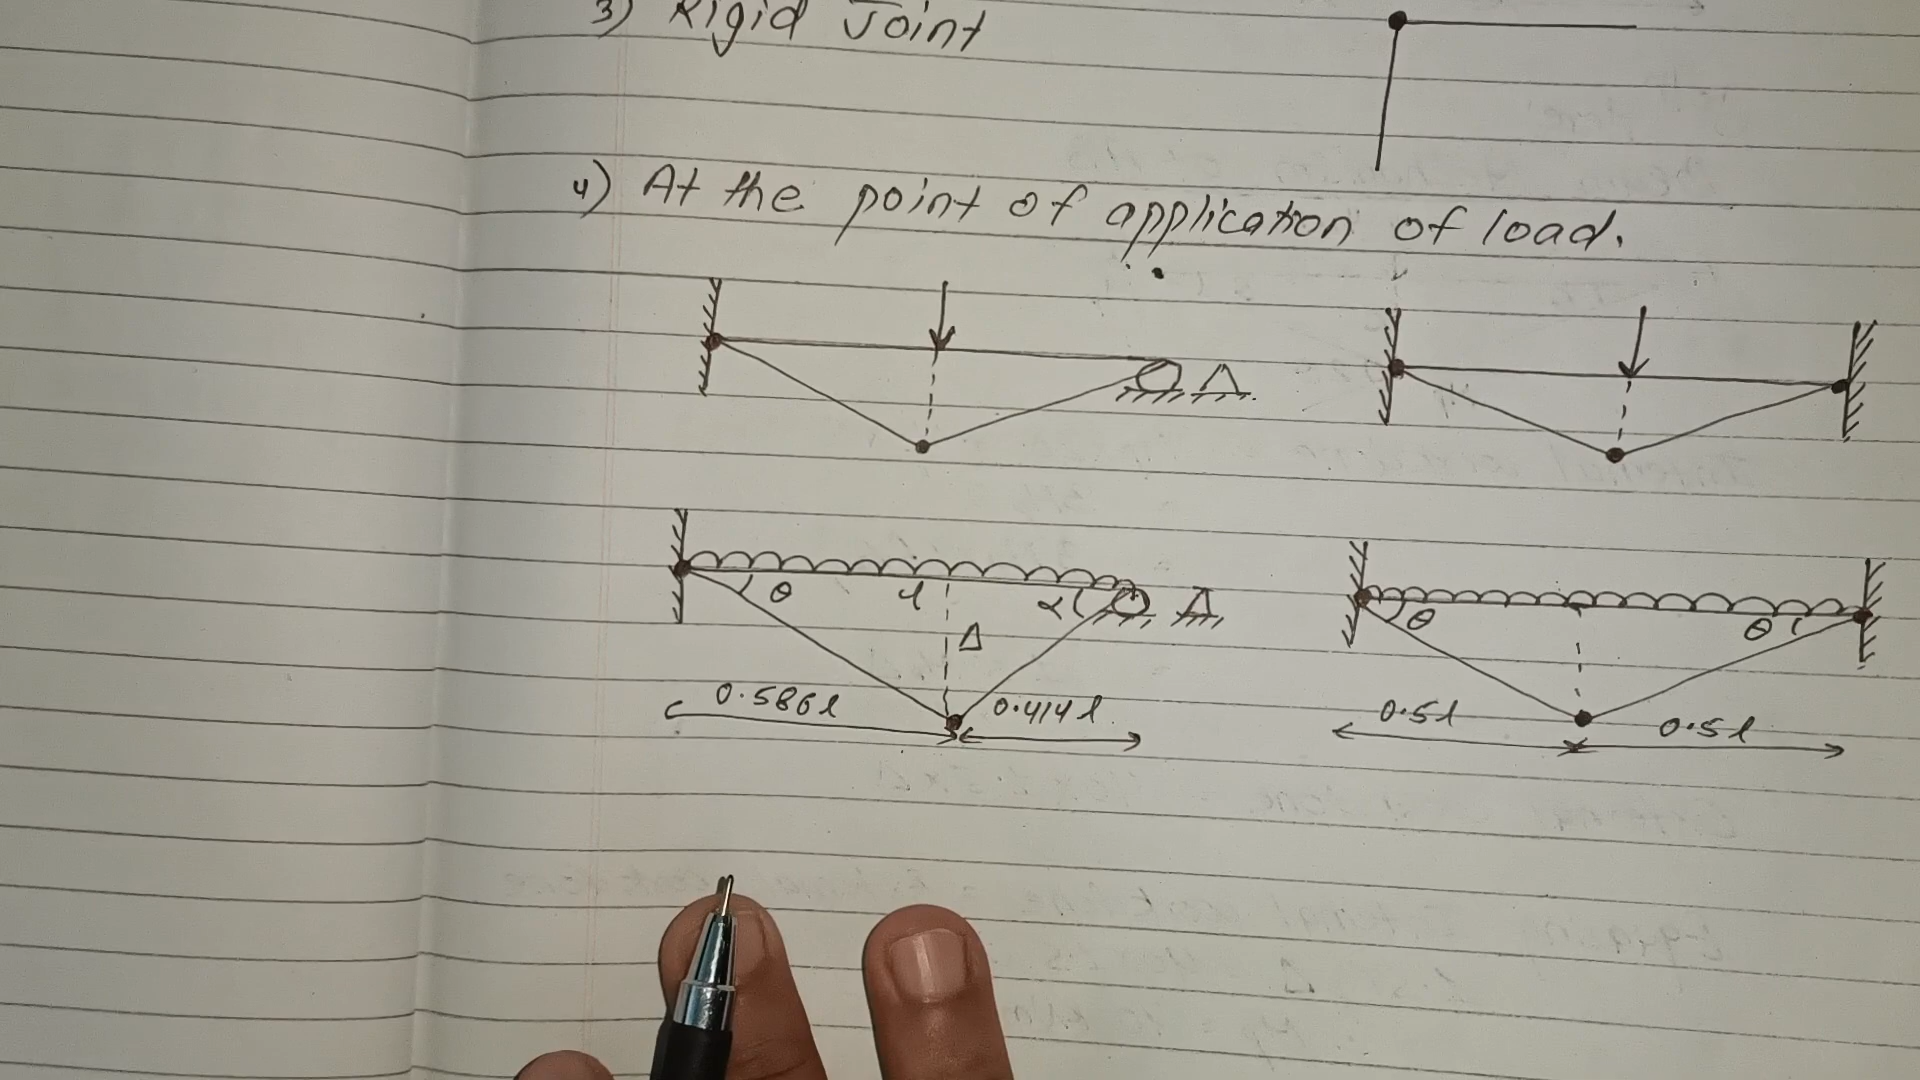 3) Rigid Joint
4) At the point of application of load.
θ l α
Δ
0.586l 0.414l
θ θ
0.5l 0.5l